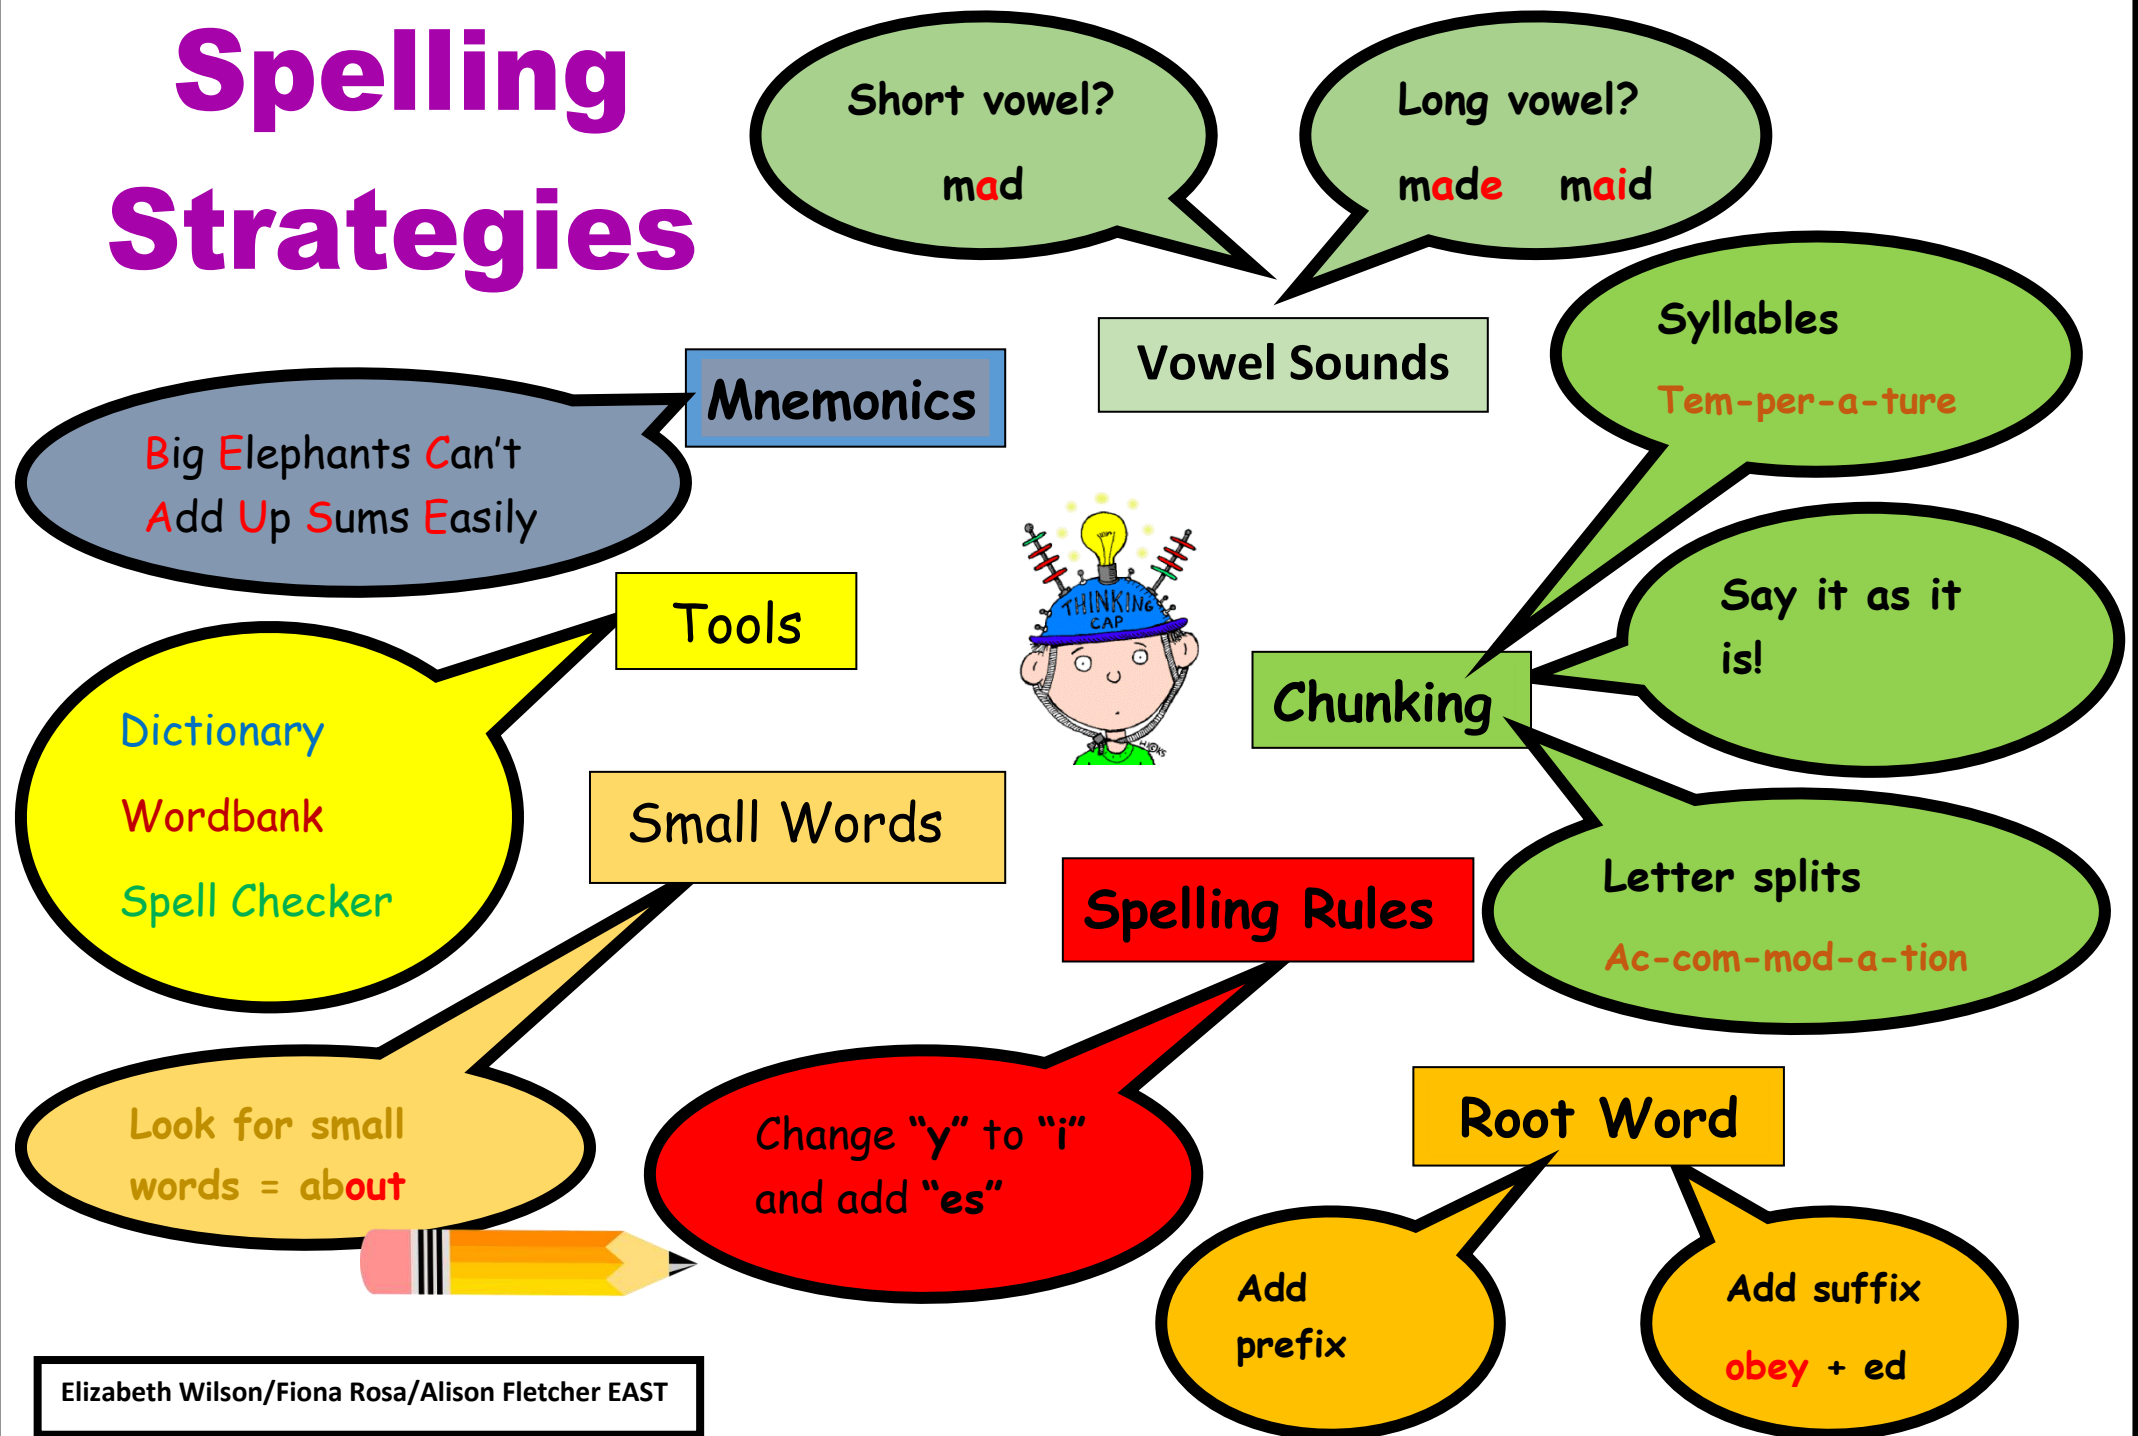 Spelling
Strategies
Short vowel?
mad
Long vowel?
made maid
Vowel Sounds
Mnemonics
Big Elephants Can't
Add Up Sums Easily
Syllables
Tem-per-a-ture
Say it as it
is!
Chunking
Letter splits
Ac-com-mod-a-tion
THINKING
CAP
HICKS
Tools
Dictionary
Wordbank
Spell Checker
Small Words
Look for small
words = about
Spelling Rules
Change “y” to “i”
and add “es”
Root Word
Add
prefix
Add suffix
obey + ed
Elizabeth Wilson/Fiona Rosa/Alison Fletcher EAST